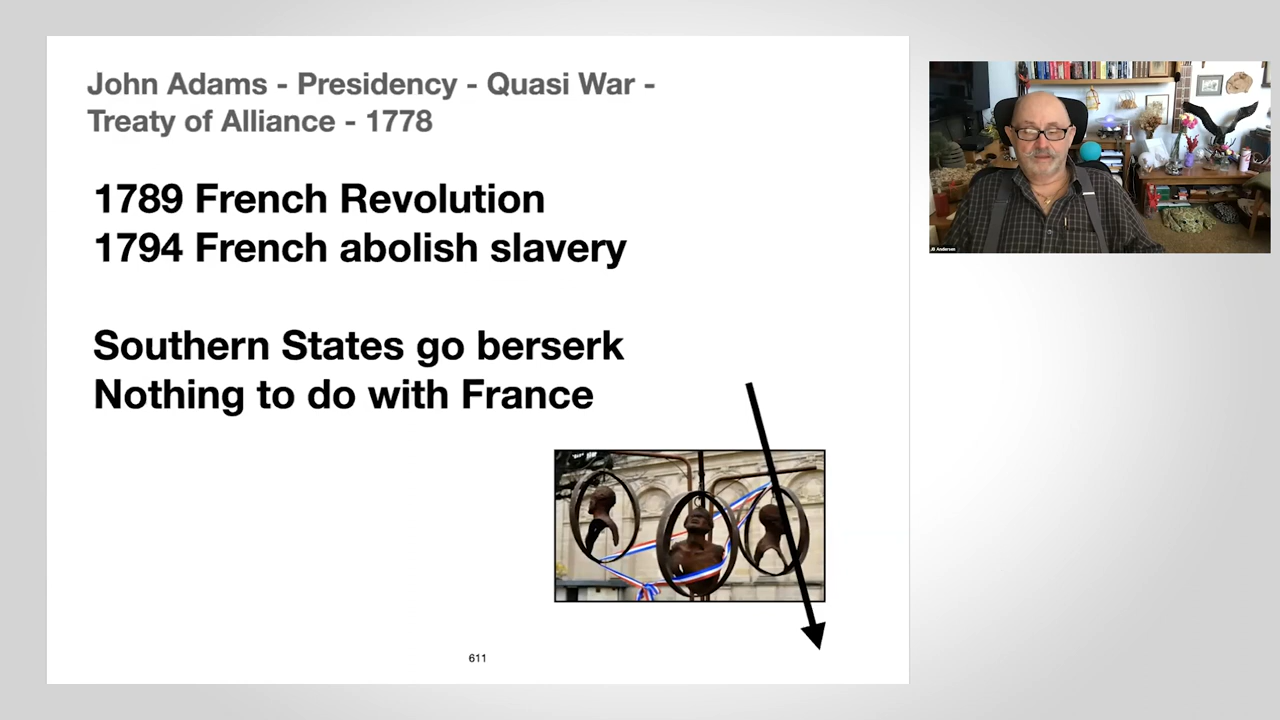 John Adams - Presidency - Quasi War -
Treaty of Alliance - 1778
1789 French Revolution
1794 French abolish slavery
Southern States go berserk
Nothing to do with France
611